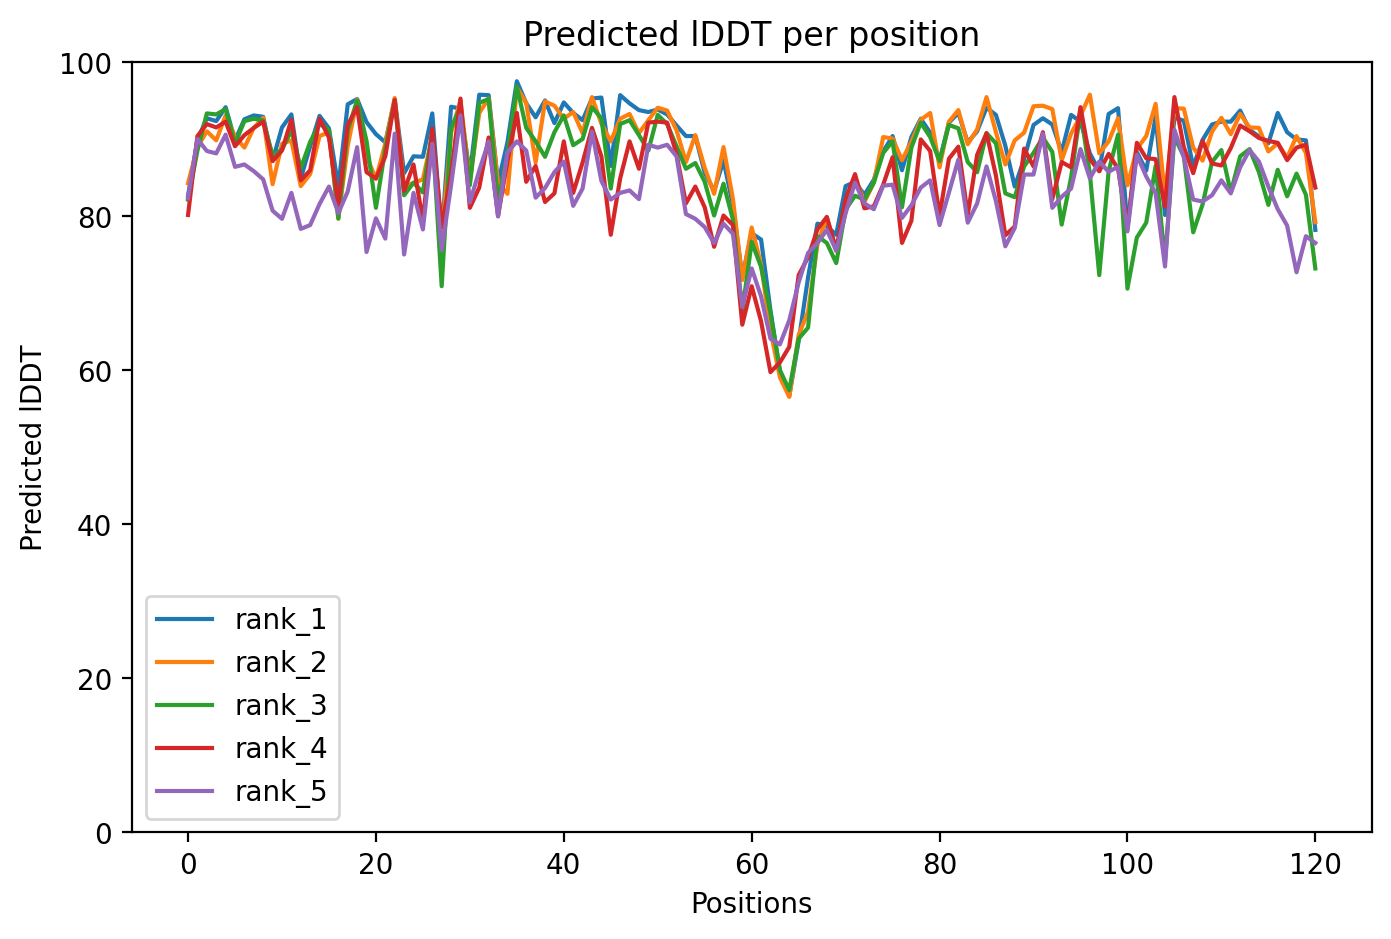 Predicted lDDT per position
100
80
60
40
20
0
Predicted lDDT
rank_1
rank_2
rank_3
rank_4
rank_5
0 20 40 60 80 100 120
Positions